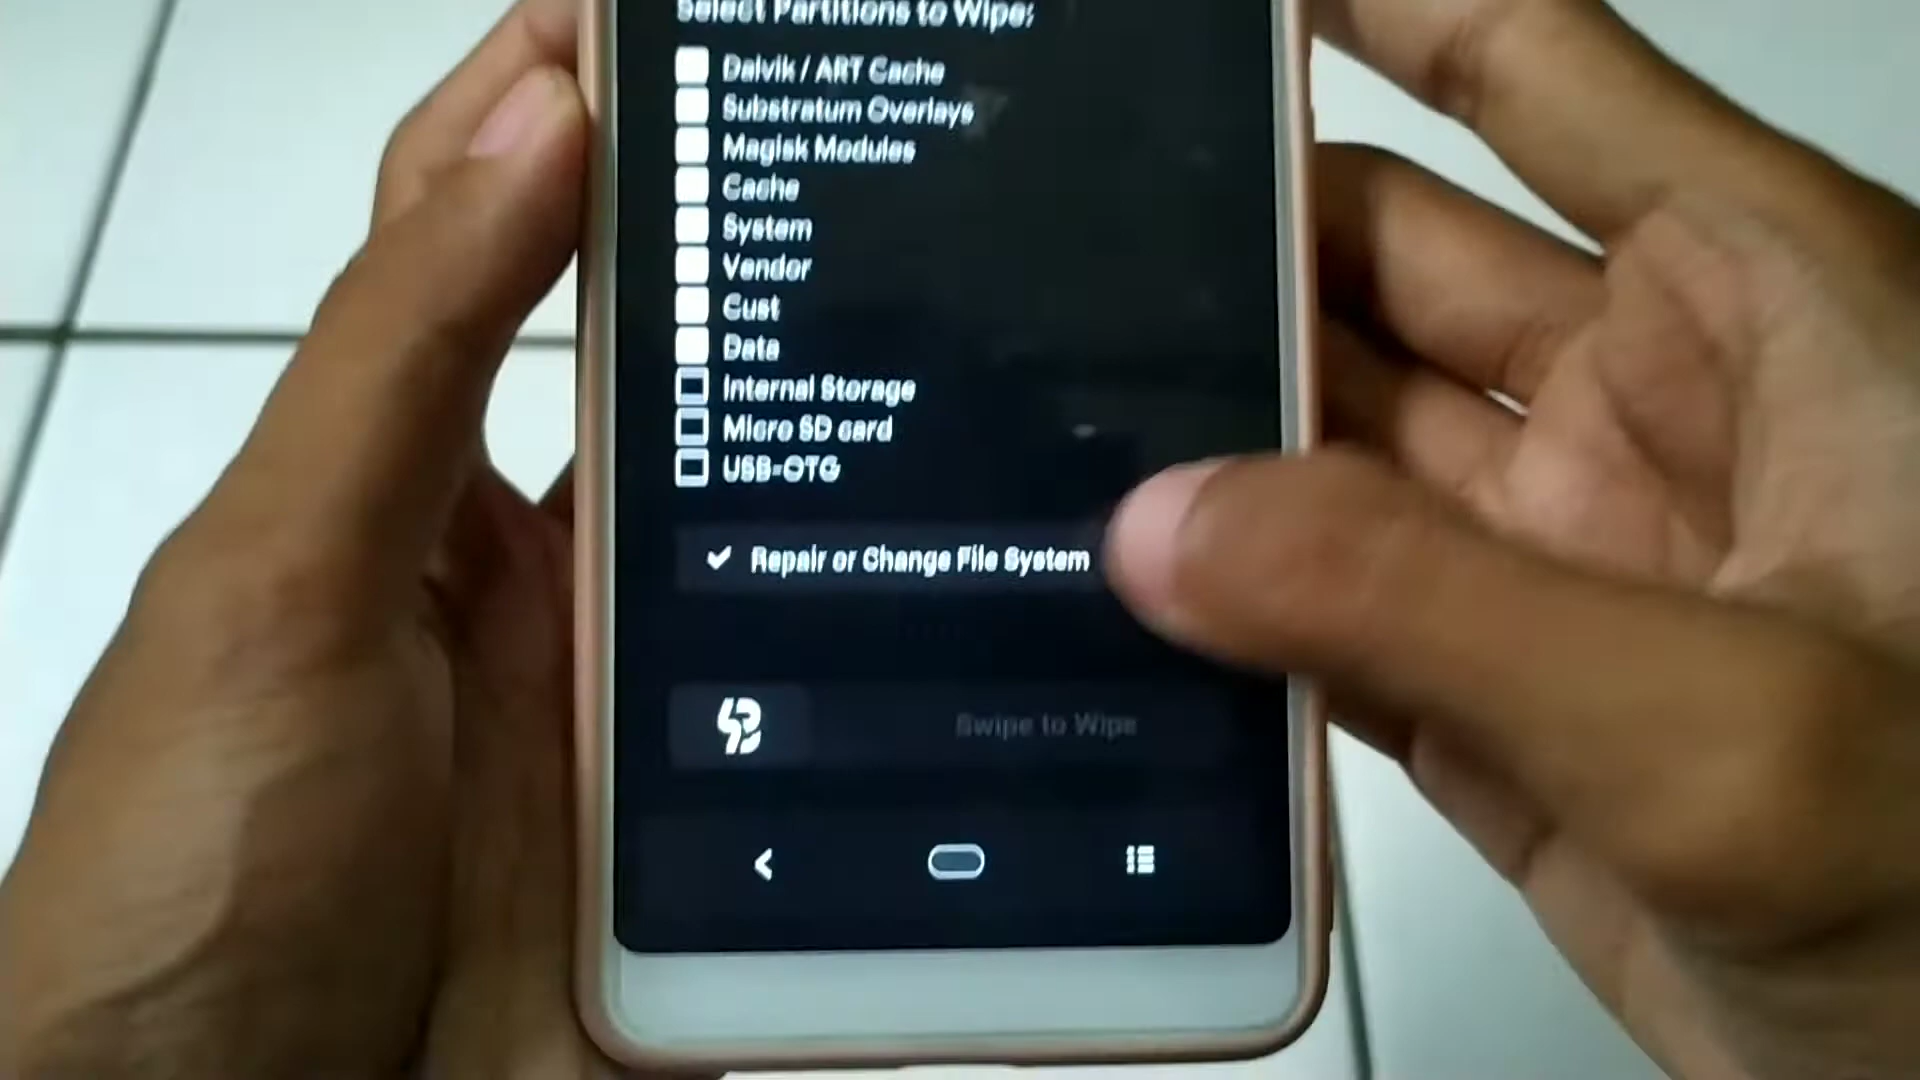 Select Partitions to Wipe:
Dalvik / ART Cache
Substratum Overlays
Magisk Modules
Cache
System
Vendor
Cust
Data
Internal Storage
Micro SD card
USB-OTG
Repair or Change File System
Swipe to Wipe